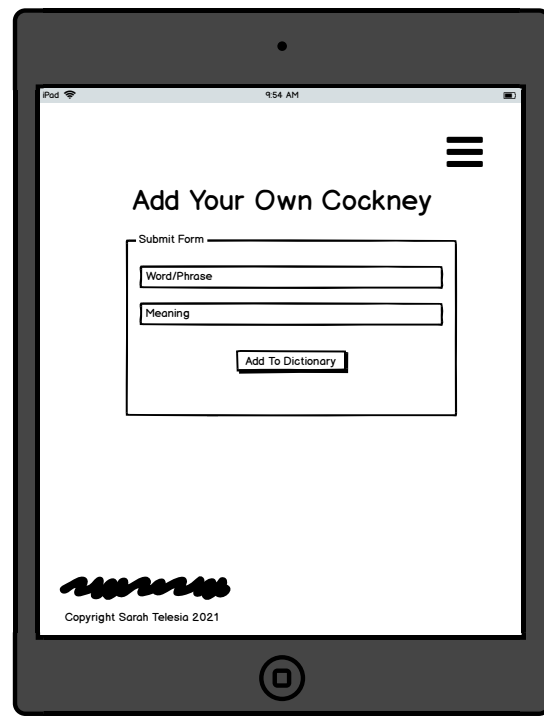 iPad 9:54 AM
Add Your Own Cockney
Submit Form
Word/Phrase
Meaning
Add To Dictionary
Copyright Sarah Telesia 2021